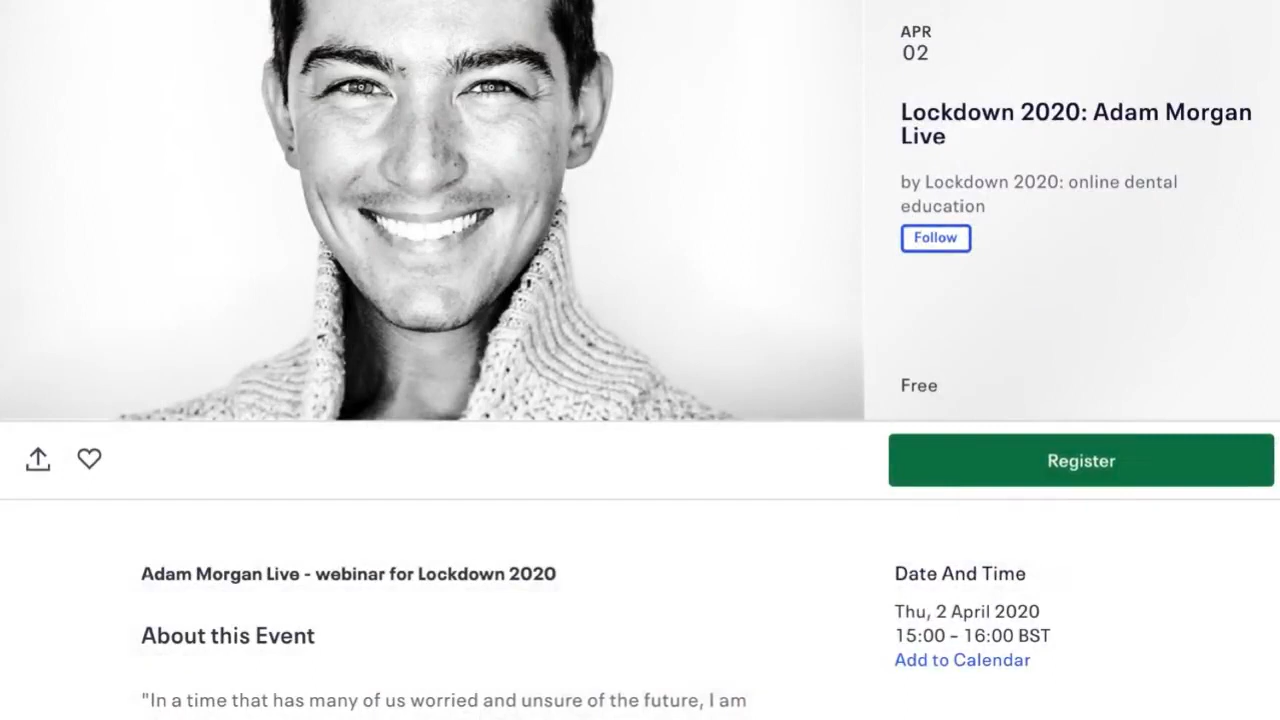 APR
02
Lockdown 2020: Adam Morgan
Live
by Lockdown 2020: online dental
education
Follow
Free
Register
Adam Morgan Live - webinar for Lockdown 2020
About this Event
"In a time that has many of us worried and unsure of the future, I am
Date And Time
Thu, 2 April 2020
15:00 – 16:00 BST
Add to Calendar